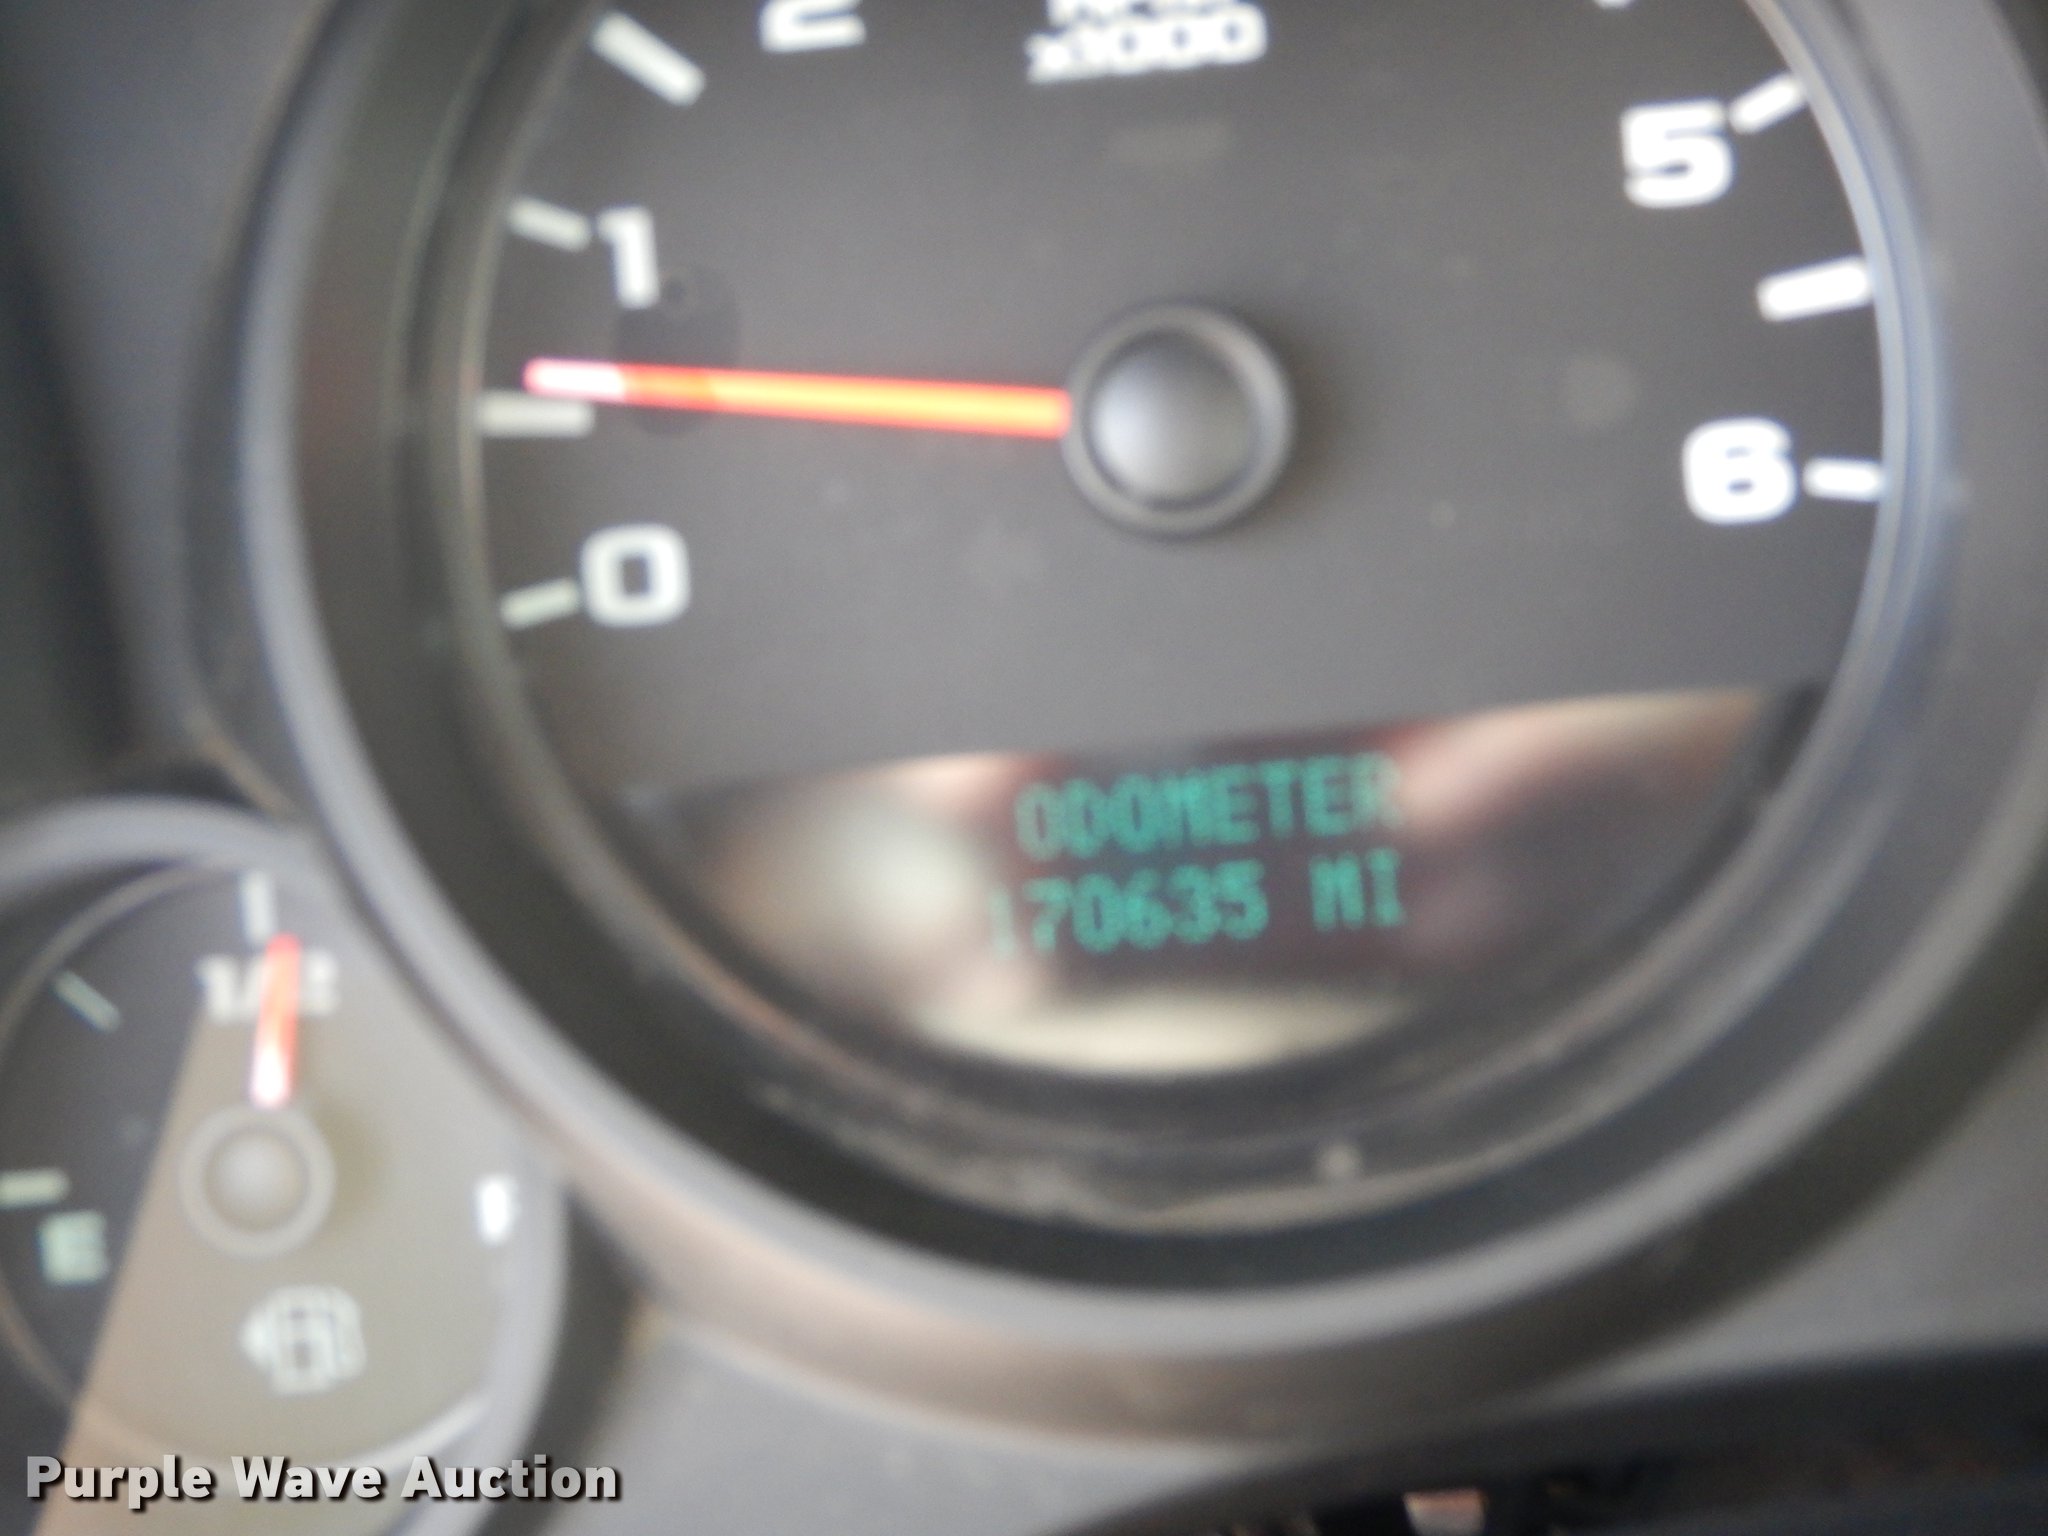 2
x1000
5
1
6
0
ODOMETER
170635 MI
1/2
E
Purple Wave Auction